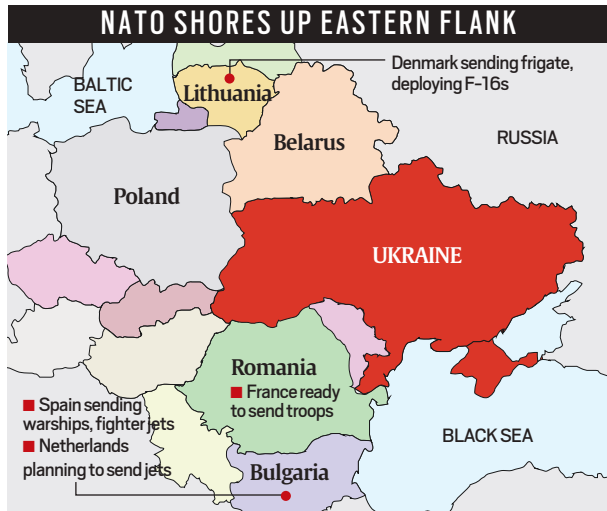 NATO SHORES UP EASTERN FLANK
BALTIC
SEA
Lithuania
Denmark sending frigate,
deploying F-16s
Belarus
RUSSIA
Poland
UKRAINE
Romania
France ready
to send troops
Spain sending
warships, fighter jets
Netherlands
planning to send jets
BLACK SEA
Bulgaria